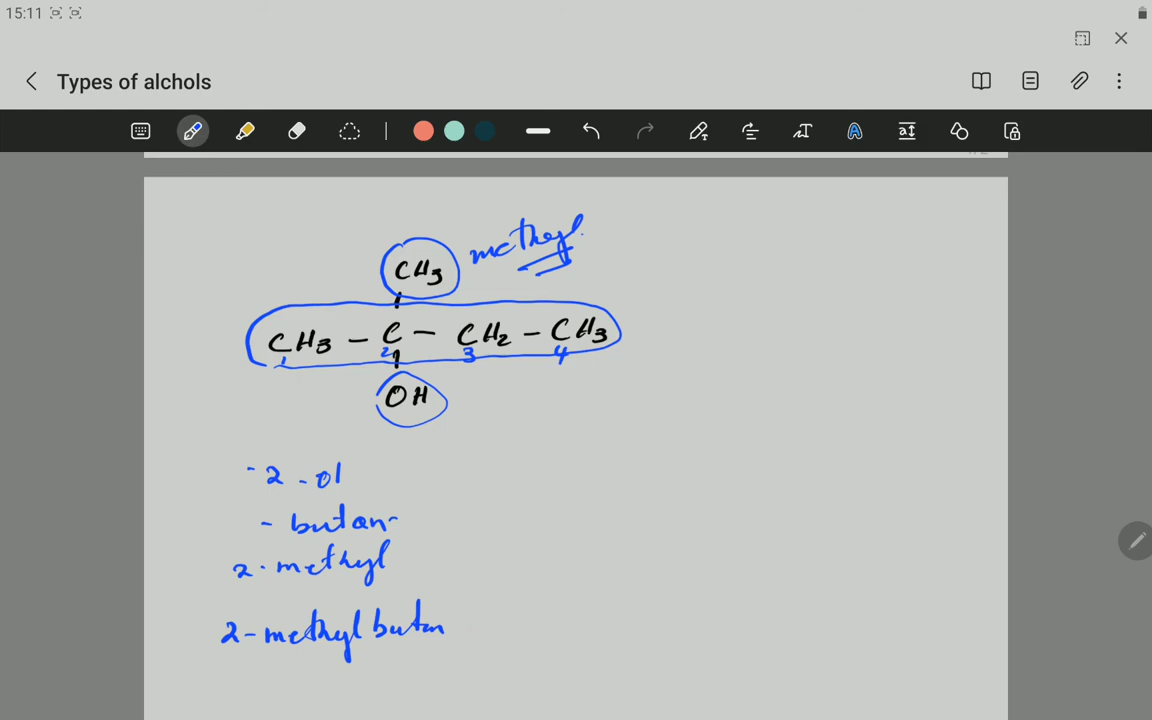 15:11
Types of alchols
CH3 methyl
CH3 - C - CH2 - CH3
1 2 3 4
OH
- 2 - ol
- butan-
2 - methyl
2 - methyl butan